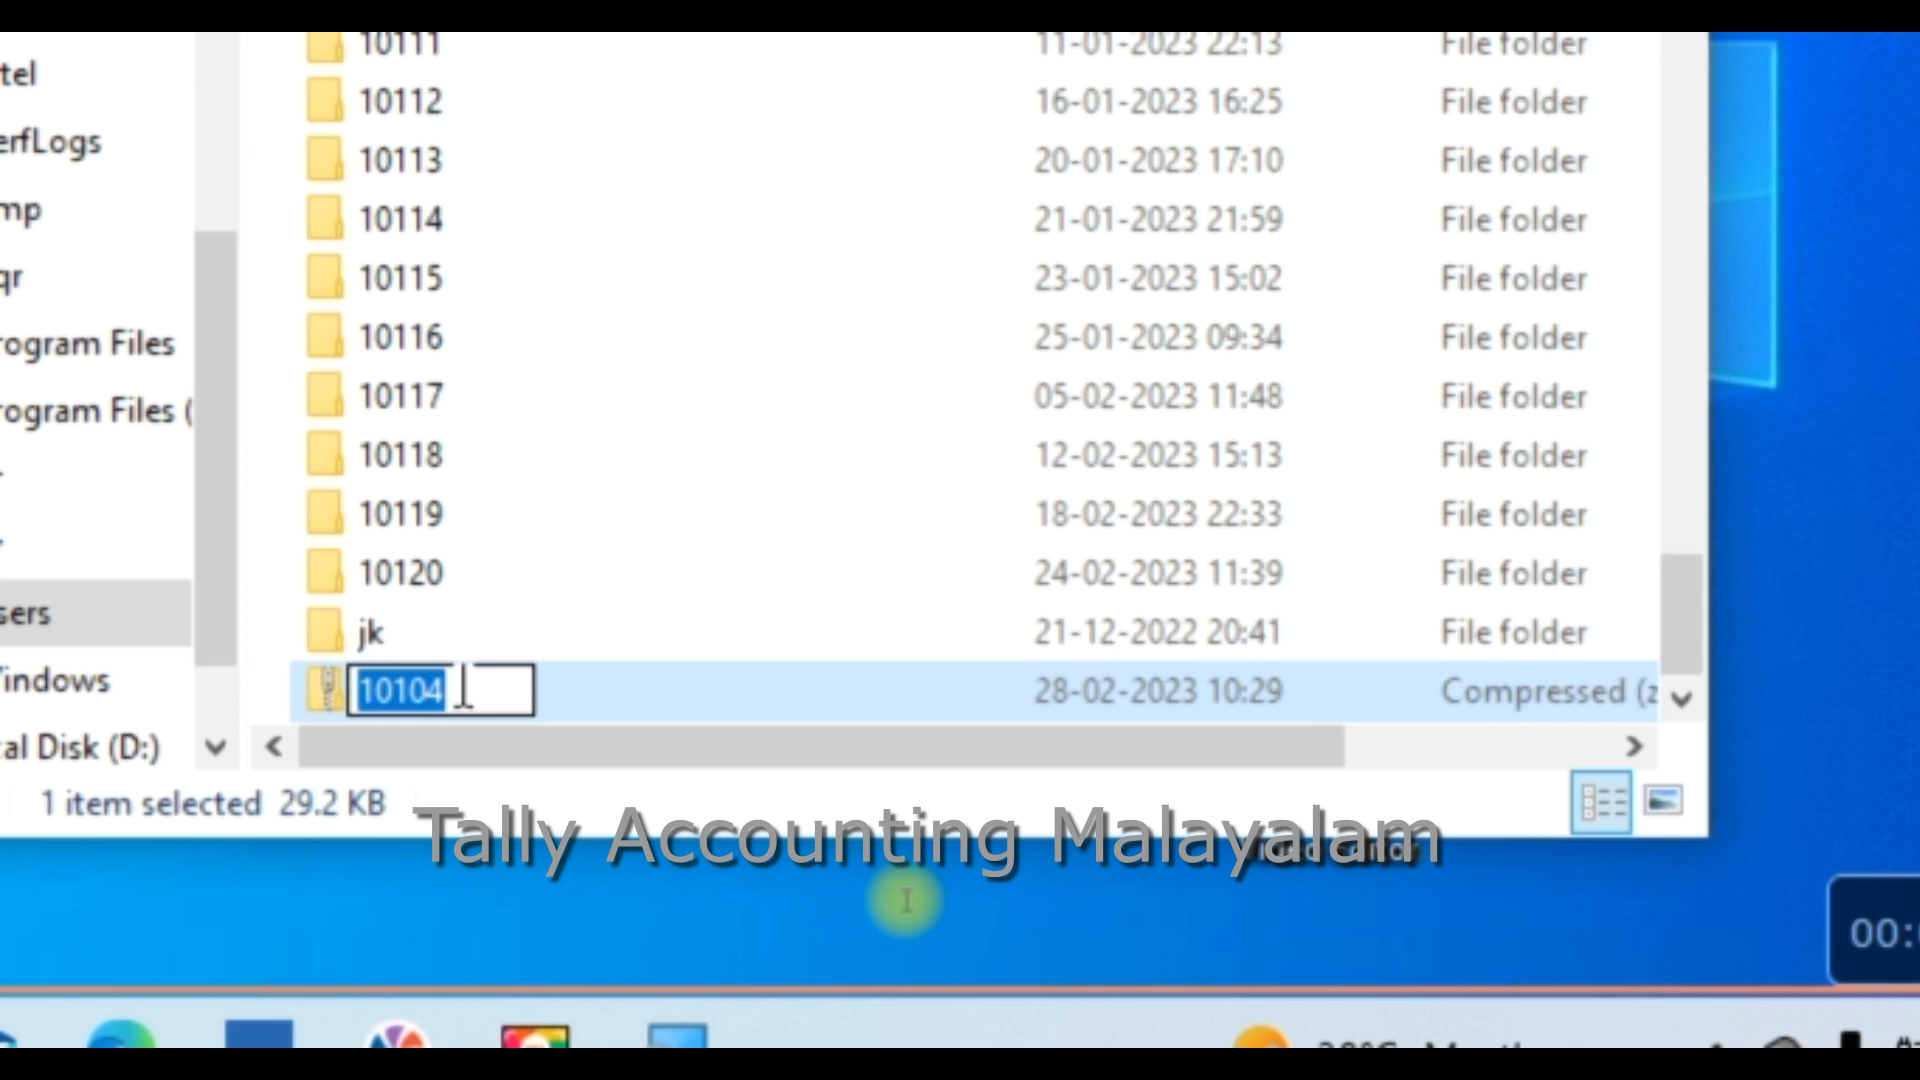 10111 11-01-2023 22:13 File folder
tel
10112 16-01-2023 16:25 File folder
erfLogs
10113 20-01-2023 17:10 File folder
mp
10114 21-01-2023 21:59 File folder
qr
10115 23-01-2023 15:02 File folder
rogram Files
10116 25-01-2023 09:34 File folder
rogram Files (
10117 05-02-2023 11:48 File folder
10118 12-02-2023 15:13 File folder
10119 18-02-2023 22:33 File folder
10120 24-02-2023 11:39 File folder
sers
jk 21-12-2022 20:41 File folder
indows
10104 28-02-2023 10:29 Compressed (z
al Disk (D:)
1 item selected 29.2 KB
Tally Accounting Malayalam
00: